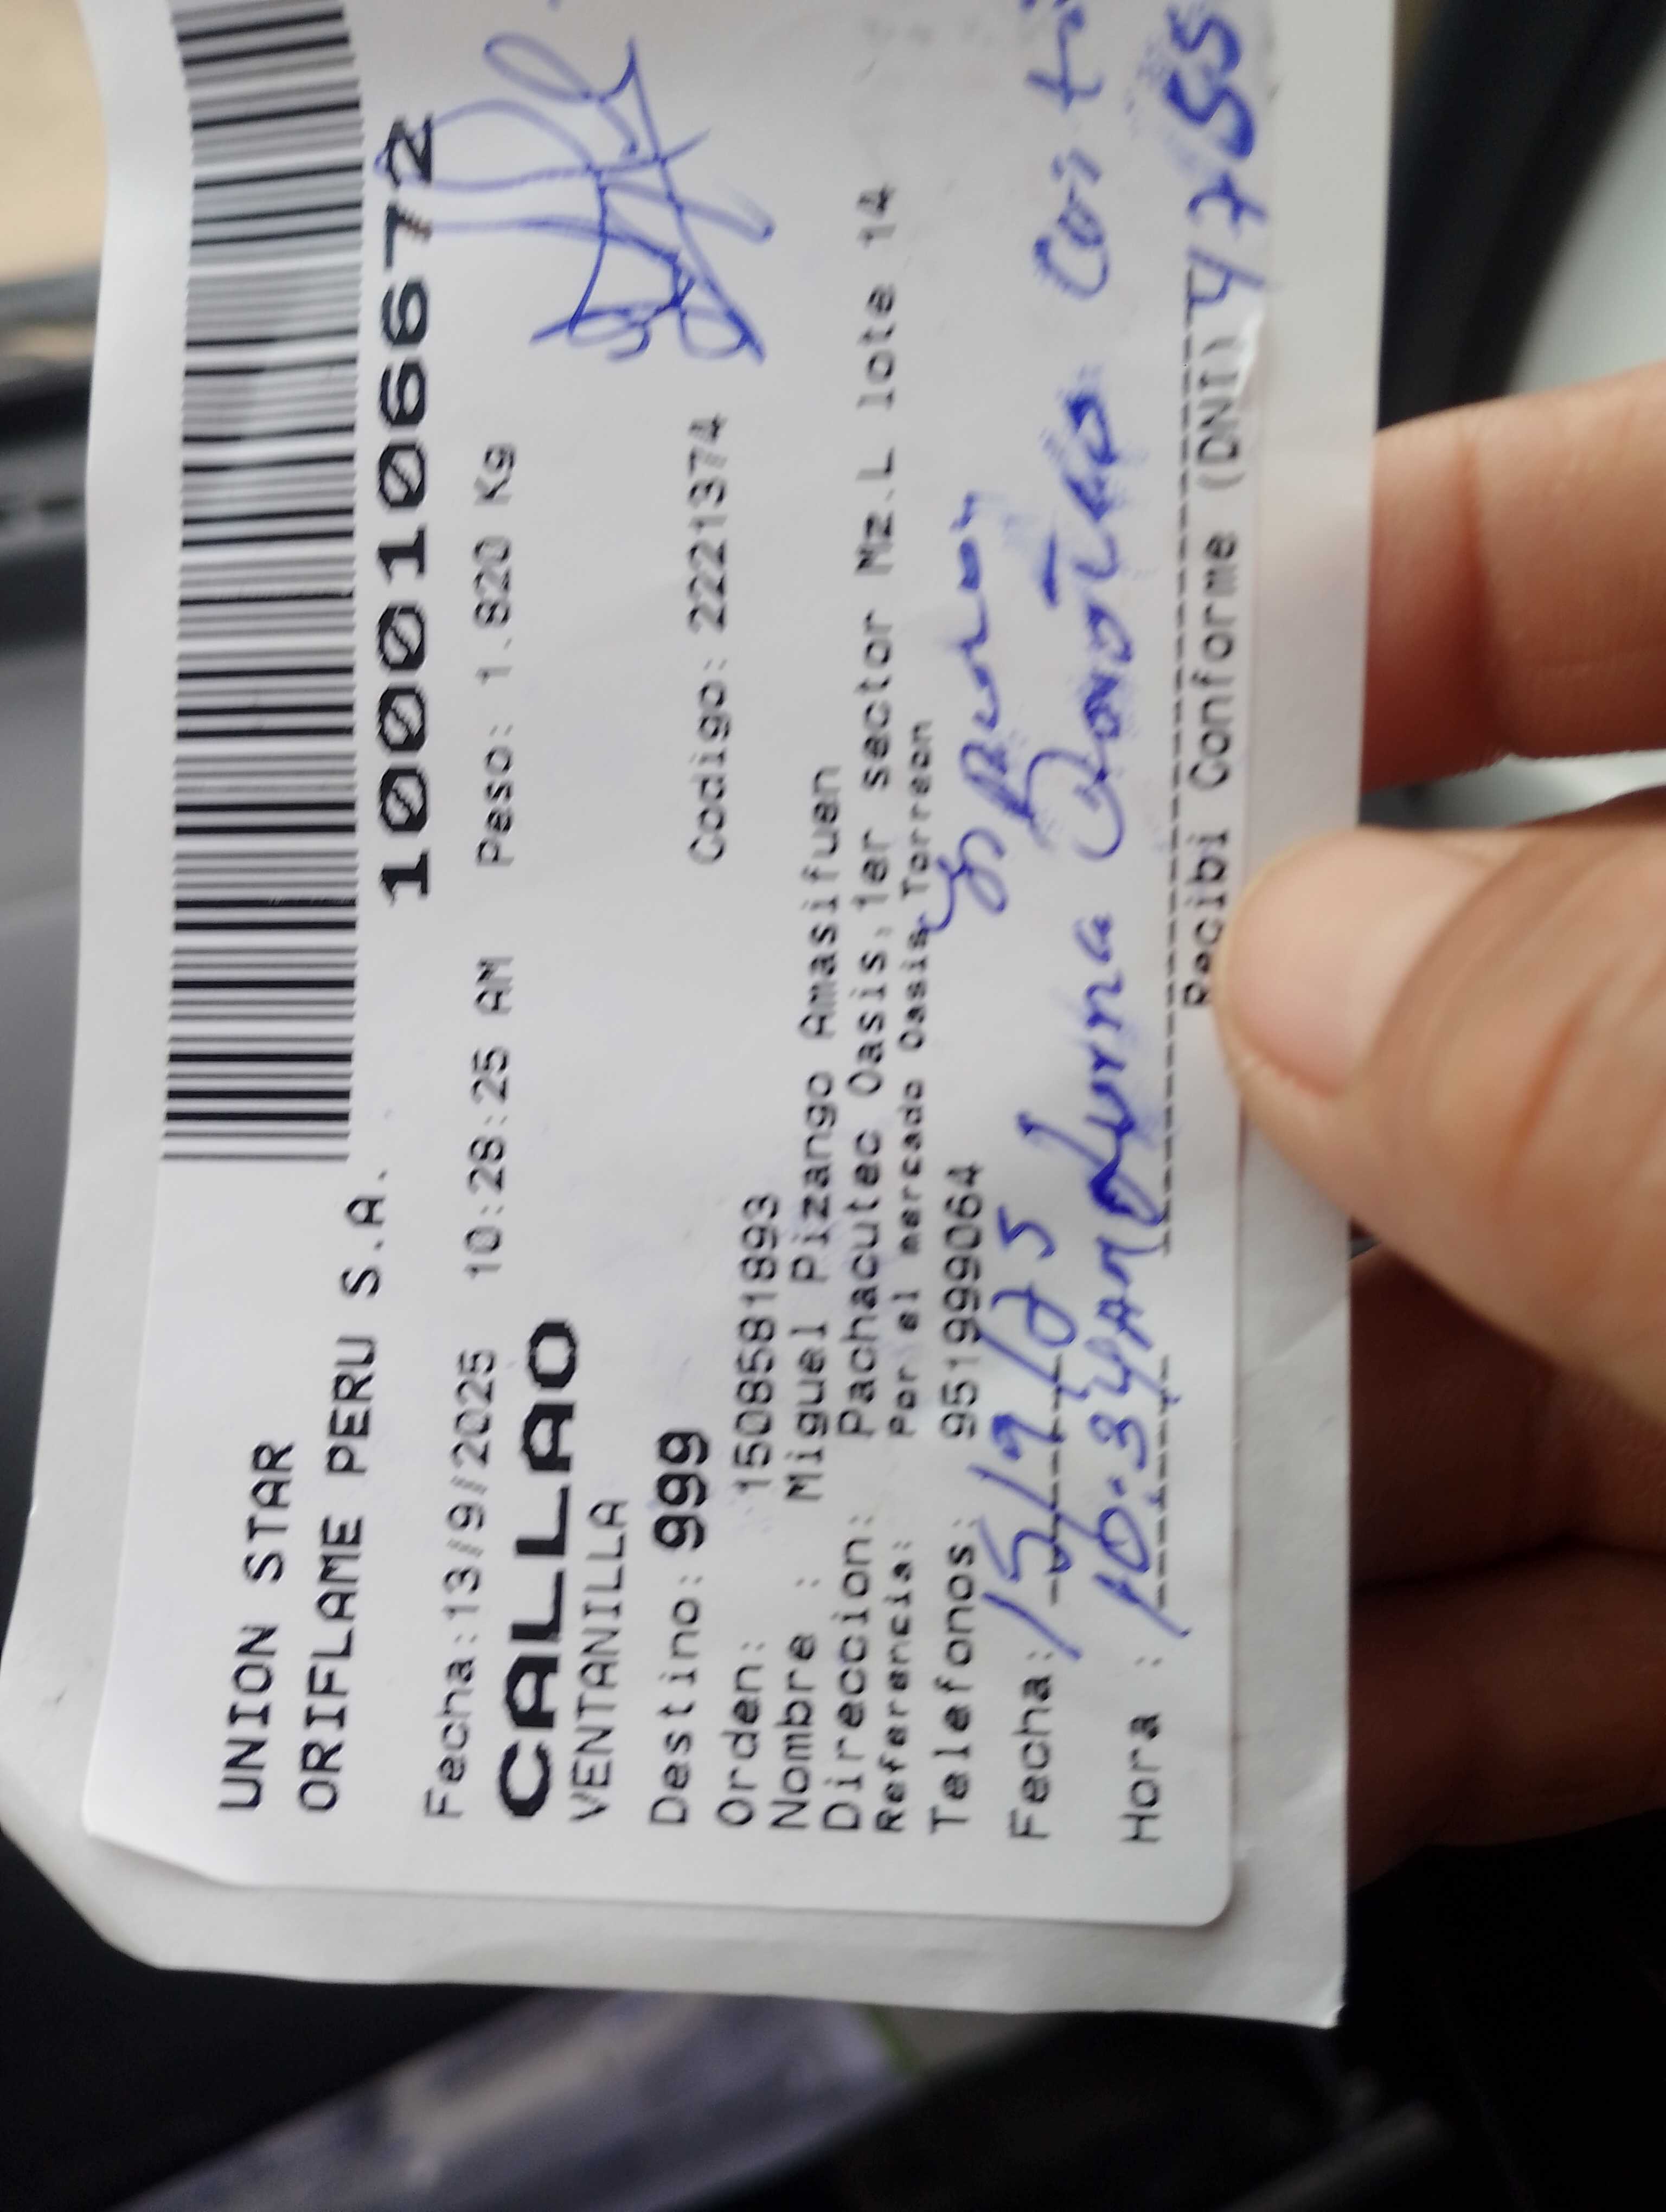 UNION STAR
ORIFLAME PERU S.A.
10001106672
Fecha:13/9/2025 10:28:25 AM Peso: 1.820 Kg
CALLAO
VENTANILLA
Destino: 999 Codigo: 2221374
Orden: 1508581893
Nombre : Miguel Pizango Amasifuen
Direccion: Pachacutec Oasis, 1er sector Mz.L lote 14
Referencia: Por el mercado Oasis, Torreon
Telefonos: 951999064
Fecha: 15/9/25
Hora : 10:34AM
Recibi Conforme (DNI)